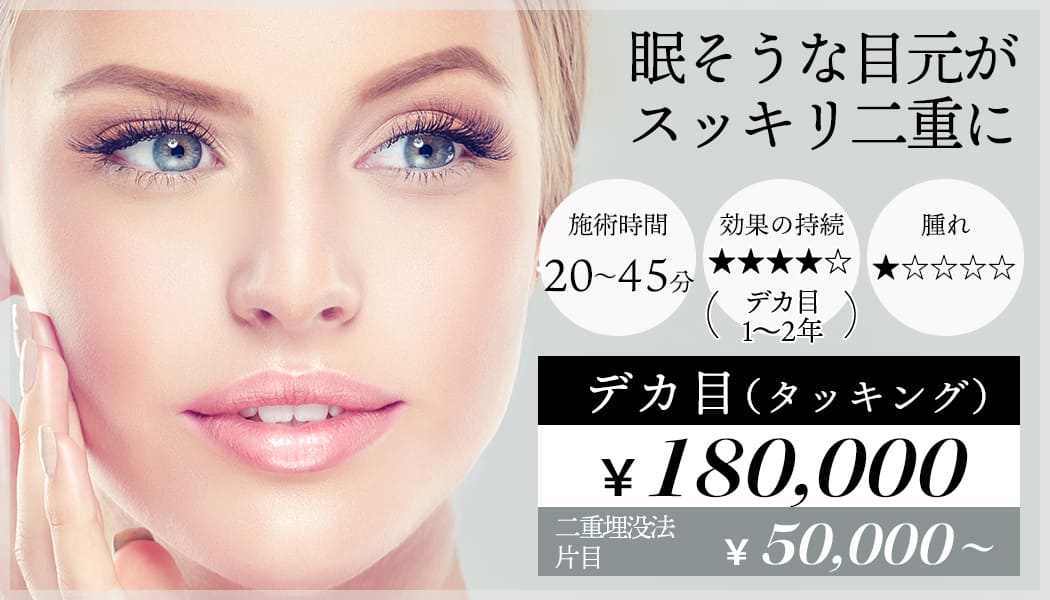 眠そうな目元が
スッキリ二重に
施術時間
20~45分
効果の持続
★★★★☆
(デカ目
1~2年)
腫れ
★☆☆☆☆
デカ目(タッキング)
¥180,000
二重埋没法
片目
¥50,000~